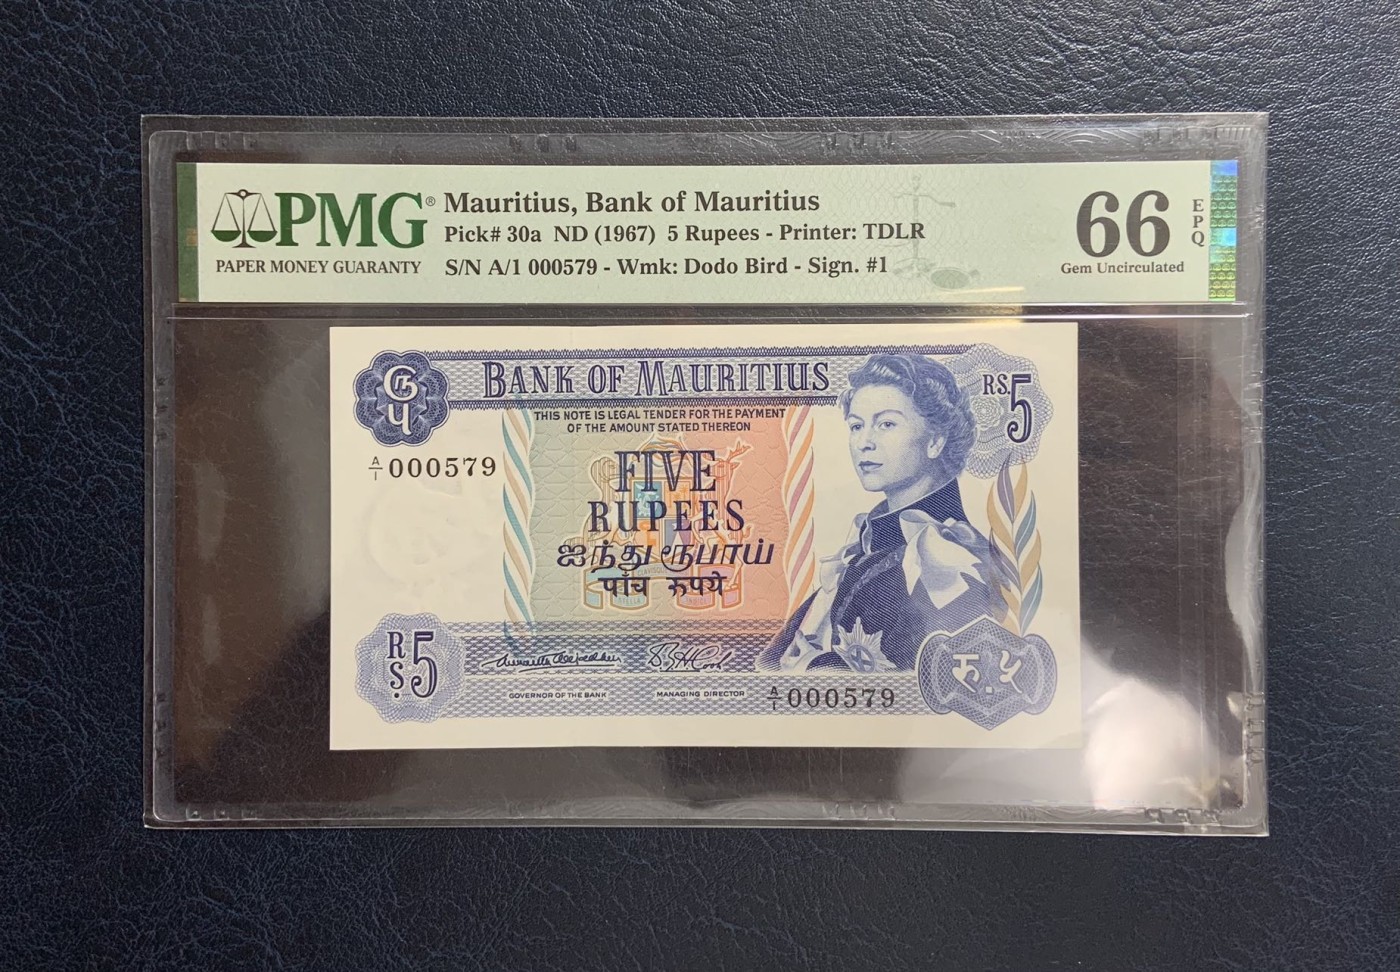 PMG®
PAPER MONEY GUARANTY
Mauritius, Bank of Mauritius
Pick# 30a ND (1967) 5 Rupees - Printer: TDLR
S/N A/1 000579 - Wmk: Dodo Bird - Sign. #1
66
EPQ
Gem Uncirculated
ரூ
௫
BANK OF MAURITIUS
RS. 5
THIS NOTE IS LEGAL TENDER FOR THE PAYMENT
OF THE AMOUNT STATED THEREON
A/1 000579
FIVE
RUPEES
ஐந்து ரூபாய்
पाँच रूपये
RS. 5
GOVERNOR OF THE BANK
MANAGING DIRECTOR
A/1 000579
रु. ५